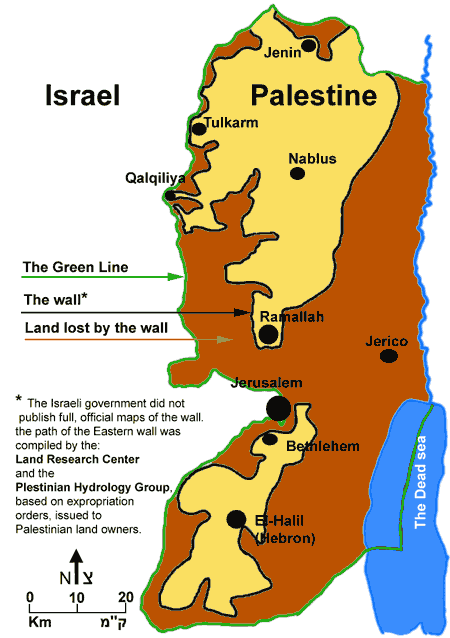 Jenin
Israel
Palestine
Tulkarm
Nablus
Qalqiliya
The Green Line
The wall*
Ramallah
Land lost by the wall
Jerico
Jerusalem
* The Israeli government did not
publish full, official maps of the wall.
the path of the Eastern wall was
compiled by the:
Land Research Center
and the
Plestinian Hydrology Group,
based on expropriation
orders, issued to
Palestinian land owners.
Betnlehem
The Dead sea
El-Halil
(Hebron)
N צ
0 10 20
Km ק"מ